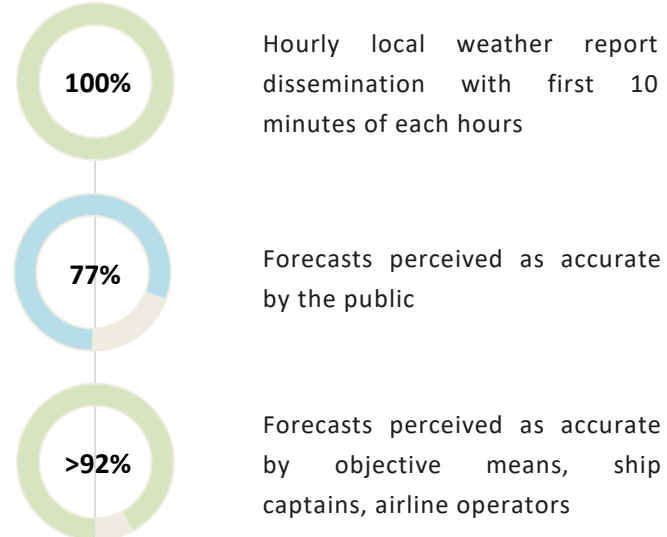 100%
Hourly local weather report
dissemination with first 10
minutes of each hours
77%
Forecasts perceived as accurate
by the public
>92%
Forecasts perceived as accurate
by objective means, ship
captains, airline operators